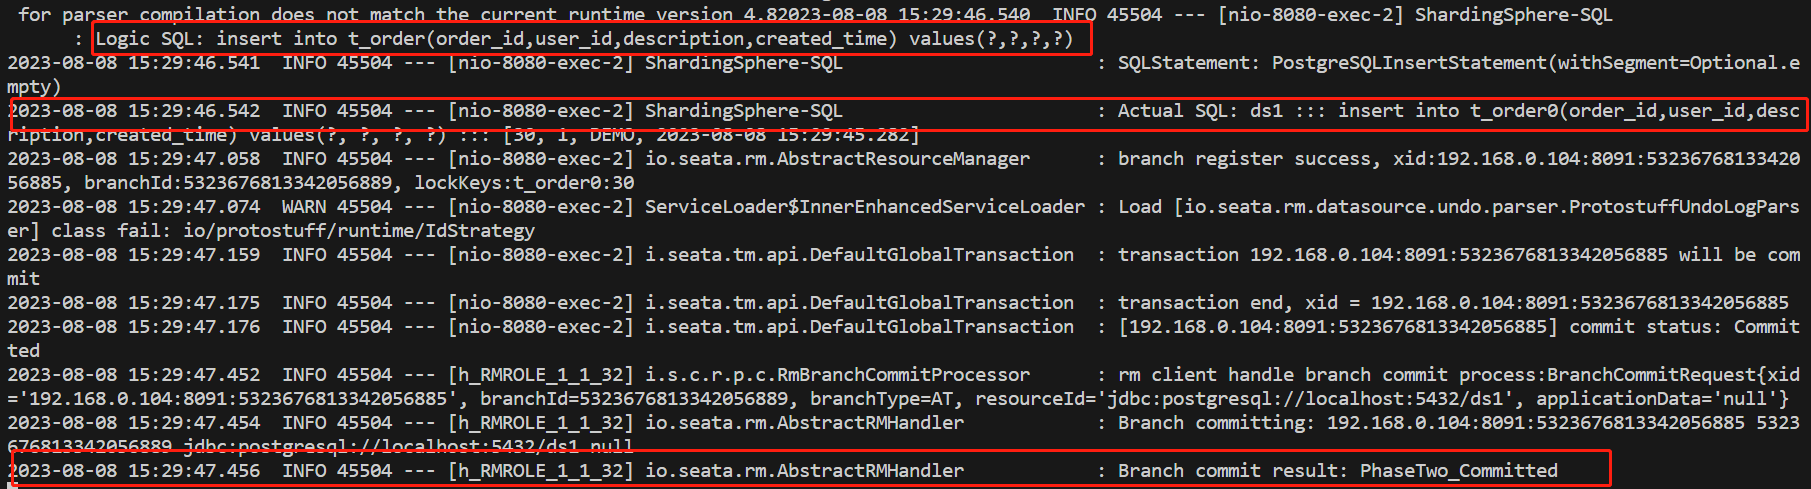 for parser compilation does not match the current runtime version 4.82023-08-08 15:29:46.540  INFO 45504 --- [nio-8080-exec-2] ShardingSphere-SQL
: Logic SQL: insert into t_order(order_id,user_id,description,created_time) values(?,?,?,?)
2023-08-08 15:29:46.541  INFO 45504 --- [nio-8080-exec-2] ShardingSphere-SQL                       : SQLStatement: PostgreSQLInsertStatement(withSegment=Optional.e
mpty)
2023-08-08 15:29:46.542  INFO 45504 --- [nio-8080-exec-2] ShardingSphere-SQL                       : Actual SQL: ds1 ::: insert into t_order0(order_id,user_id,desc
ription,created_time) values(?, ?, ?, ?) ::: [30, 1, DEMO, 2023-08-08 15:29:45.282]
2023-08-08 15:29:47.058  INFO 45504 --- [nio-8080-exec-2] io.seata.rm.AbstractResourceManager      : branch register success, xid:192.168.0.104:8091:53236768133420
56885, branchId:5323676813342056889, lockKeys:t_order0:30
2023-08-08 15:29:47.074  WARN 45504 --- [nio-8080-exec-2] ServiceLoader$InnerEnhancedServiceLoader : Load [io.seata.rm.datasource.undo.parser.ProtostuffUndoLogPars
er] class fail: io/protostuff/runtime/IdStrategy
2023-08-08 15:29:47.159  INFO 45504 --- [nio-8080-exec-2] i.seata.tm.api.DefaultGlobalTransaction  : transaction 192.168.0.104:8091:5323676813342056885 will be com
mit
2023-08-08 15:29:47.175  INFO 45504 --- [nio-8080-exec-2] i.seata.tm.api.DefaultGlobalTransaction  : transaction end, xid = 192.168.0.104:8091:5323676813342056885
2023-08-08 15:29:47.176  INFO 45504 --- [nio-8080-exec-2] i.seata.tm.api.DefaultGlobalTransaction  : [192.168.0.104:8091:5323676813342056885] commit status: Commit
ted
2023-08-08 15:29:47.452  INFO 45504 --- [h_RMROLE_1_1_32] i.s.c.r.p.c.RmBranchCommitProcessor      : rm client handle branch commit process:BranchCommitRequest{xid
='192.168.0.104:8091:5323676813342056885', branchId=5323676813342056889, branchType=AT, resourceId='jdbc:postgresql://localhost:5432/ds1', applicationData='null'}
2023-08-08 15:29:47.454  INFO 45504 --- [h_RMROLE_1_1_32] io.seata.rm.AbstractRMHandler            : Branch committing: 192.168.0.104:8091:5323676813342056885 5323
676813342056889 jdbc:postgresql://localhost:5432/ds1 null
2023-08-08 15:29:47.456  INFO 45504 --- [h_RMROLE_1_1_32] io.seata.rm.AbstractRMHandler            : Branch commit result: PhaseTwo_Committed